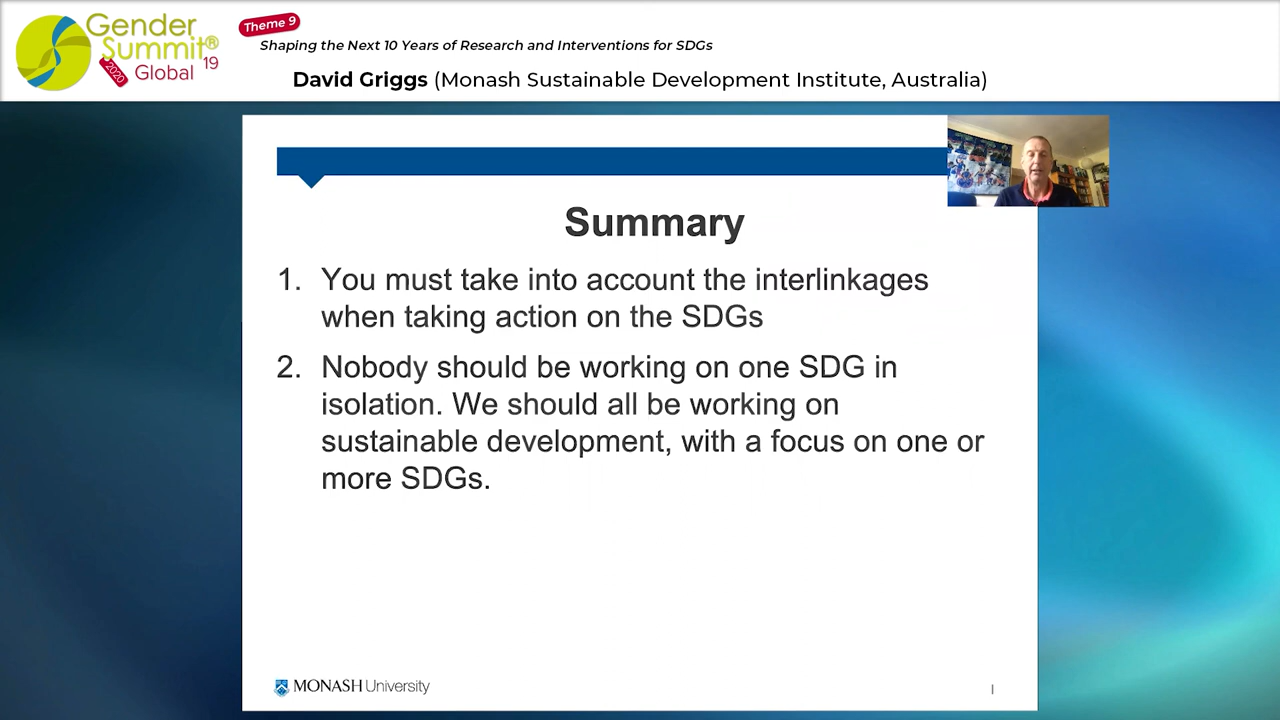 Gender
Summit®
Global 19
2020
Theme 9
Shaping the Next 10 Years of Research and Interventions for SDGs
David Griggs (Monash Sustainable Development Institute, Australia)
Summary
1. You must take into account the interlinkages
when taking action on the SDGs
2. Nobody should be working on one SDG in
isolation. We should all be working on
sustainable development, with a focus on one or
more SDGs.
MONASH University